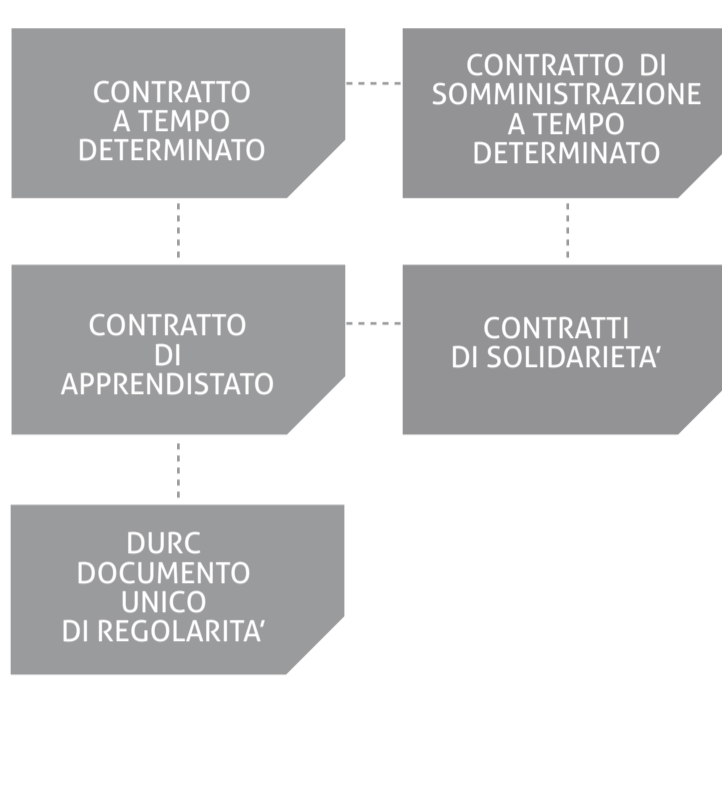 CONTRATTO
A TEMPO
DETERMINATO
CONTRATTO DI
SOMMINISTRAZIONE
A TEMPO
DETERMINATO
CONTRATTO
DI
APPRENDISTATO
CONTRATTI
DI SOLIDARIETA'
DURC
DOCUMENTO
UNICO
DI REGOLARITA'